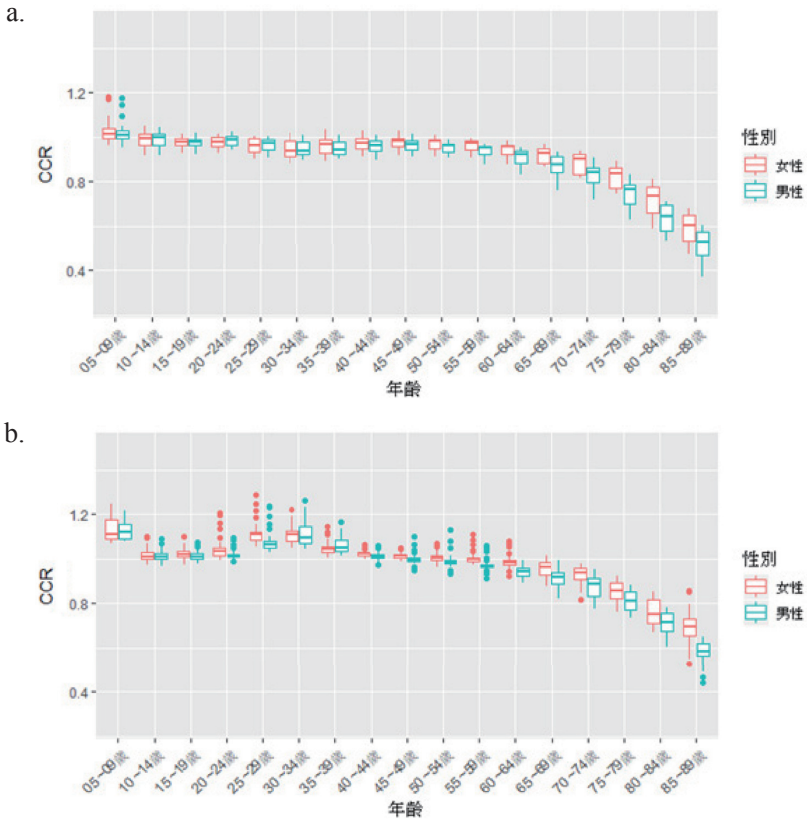 a.
1.2
0.8
0.4
CCR
05~09歳
10~14歳
15~19歳
20~24歳
25~29歳
30~34歳
35~39歳
40~44歳
45~49歳
50~54歳
55~59歳
60~64歳
65~69歳
70~74歳
75~79歳
80~84歳
85~89歳
年齢
性別
女性
男性
b.
1.2
0.8
0.4
CCR
05~09歳
10~14歳
15~19歳
20~24歳
25~29歳
30~34歳
35~39歳
40~44歳
45~49歳
50~54歳
55~59歳
60~64歳
65~69歳
70~74歳
75~79歳
80~84歳
85~89歳
年齢
性別
女性
男性